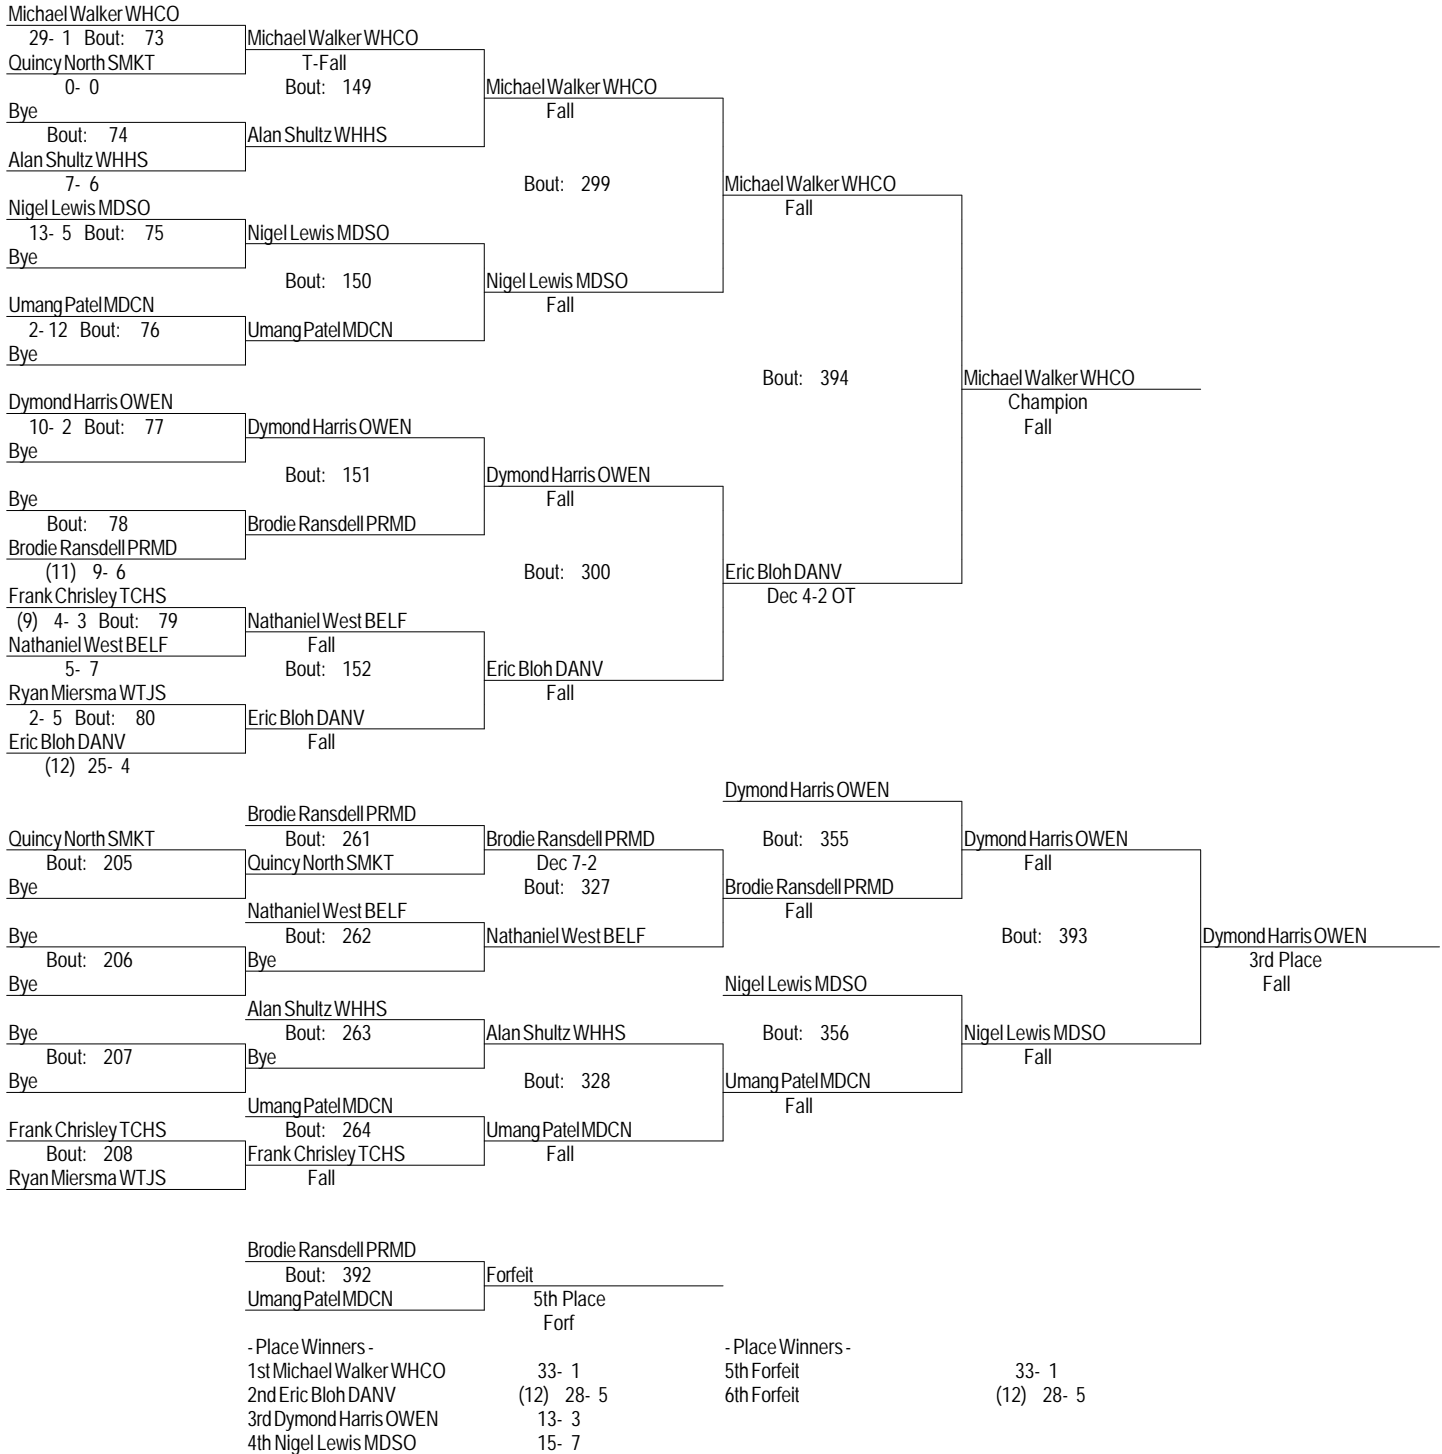 Michael Walker WHCO
29- 1 Bout: 73 Michael Walker WHCO
Quincy North SMKT T-Fall
0- 0 Bout: 149 Michael Walker WHCO
Bye Fall
Bout: 74 Alan Shultz WHHS
Alan Shultz WHHS
7- 6 Bout: 299 Michael Walker WHCO
Nigel Lewis MDSO Fall
13- 5 Bout: 75 Nigel Lewis MDSO
Bye
Bout: 150 Nigel Lewis MDSO
Umang Patel MDCN Fall
2- 12 Bout: 76 Umang Patel MDCN
Bye
Bout: 394 Michael Walker WHCO
Dymond Harris OWEN Champion
10- 2 Bout: 77 Dymond Harris OWEN Fall
Bye
Bout: 151 Dymond Harris OWEN
Bye Fall
Bout: 78 Brodie Ransdell PRMD
Brodie Ransdell PRMD
(11) 9- 6 Bout: 300 Eric Bloh DANV
Frank Chrisley TCHS Dec 4-2 OT
(9) 4- 3 Bout: 79 Nathaniel West BELF
Nathaniel West BELF Fall
5- 7 Bout: 152 Eric Bloh DANV
Ryan Miersma WTJS Fall
2- 5 Bout: 80 Eric Bloh DANV
Eric Bloh DANV Fall
(12) 25- 4
Dymond Harris OWEN
Brodie Ransdell PRMD
Quincy North SMKT Bout: 261 Brodie Ransdell PRMD Bout: 355 Dymond Harris OWEN
Bout: 205 Quincy North SMKT Dec 7-2 Fall
Bye Bout: 327 Brodie Ransdell PRMD
Nathaniel West BELF Fall
Bye Bout: 262 Nathaniel West BELF Bout: 393 Dymond Harris OWEN
Bout: 206 Bye 3rd Place
Bye Nigel Lewis MDSO Fall
Alan Shultz WHHS
Bye Bout: 263 Alan Shultz WHHS Bout: 356 Nigel Lewis MDSO
Bout: 207 Bye Fall
Bye Bout: 328 Umang Patel MDCN
Umang Patel MDCN Fall
Frank Chrisley TCHS Bout: 264 Umang Patel MDCN
Bout: 208 Frank Chrisley TCHS Fall
Ryan Miersma WTJS Fall
Brodie Ransdell PRMD
Bout: 392 Forfeit
Umang Patel MDCN 5th Place
Forf
- Place Winners - - Place Winners -
1st Michael Walker WHCO 33- 1 5th Forfeit 33- 1
2nd Eric Bloh DANV (12) 28- 5 6th Forfeit (12) 28- 5
3rd Dymond Harris OWEN 13- 3
4th Nigel Lewis MDSO 15- 7